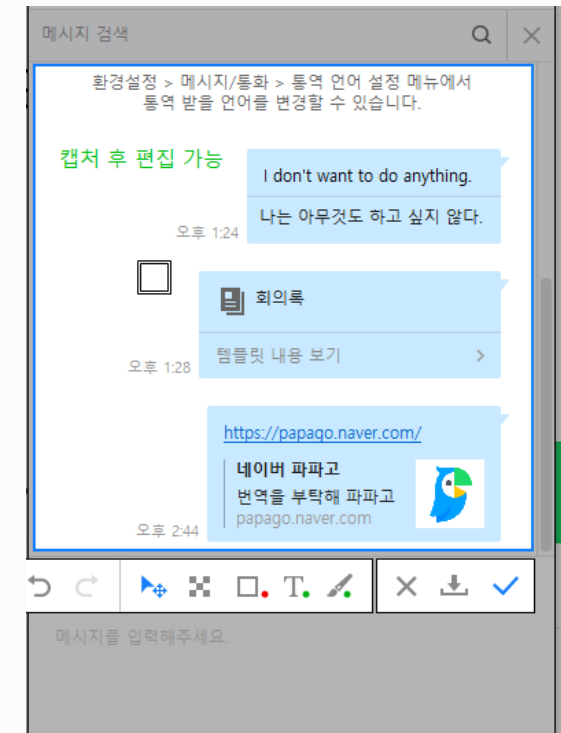 메시지 검색
환경설정 > 메시지/통화 > 통역 언어 설정 메뉴에서
통역 받을 언어를 변경할 수 있습니다.
캡처 후 편집 가능
I don't want to do anything.
나는 아무것도 하고 싶지 않다.
오후 1:24
회의록
템플릿 내용 보기
오후 1:28
https://papago.naver.com/
네이버 파파고
번역을 부탁해 파파고
papago.naver.com
오후 2:44
T.
메시지를 입력해주세요.